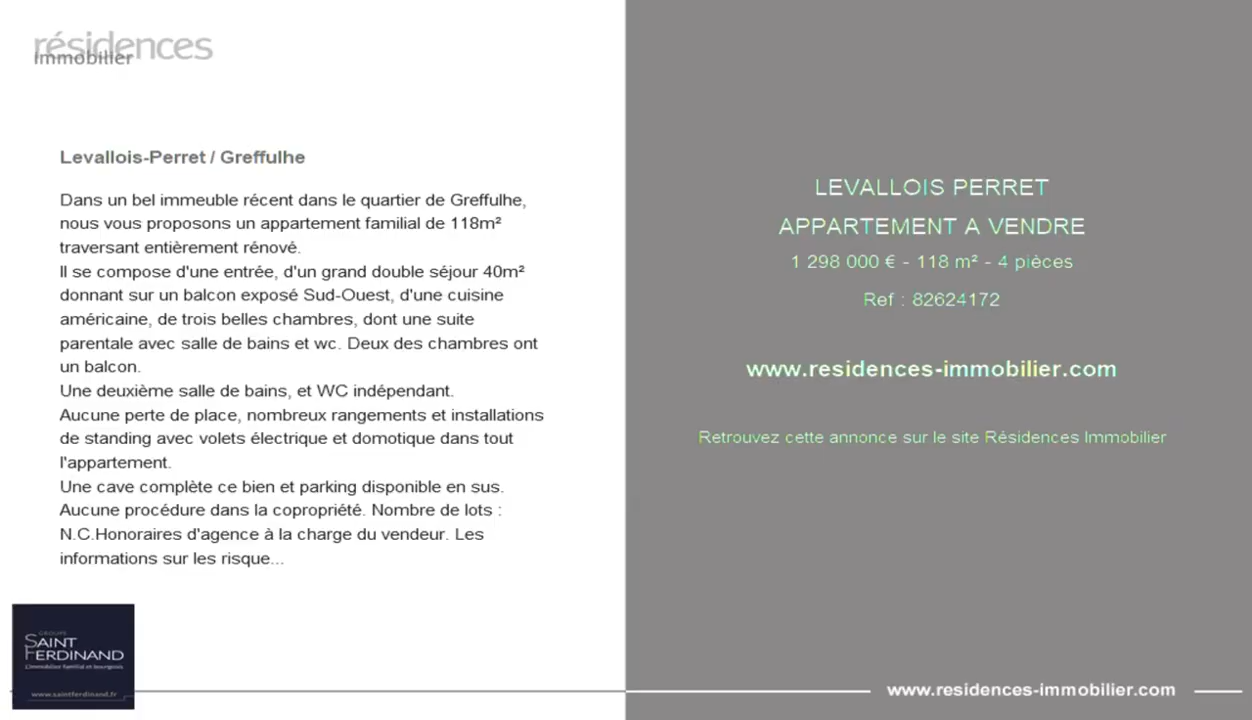 résidences
Immobilier
Levallois-Perret / Greffulhe
Dans un bel immeuble récent dans le quartier de Greffulhe,
nous vous proposons un appartement familial de 118m²
traversant entièrement rénové.
Il se compose d'une entrée, d'un grand double séjour 40m²
donnant sur un balcon exposé Sud-Ouest, d'une cuisine
américaine, de trois belles chambres, dont une suite
parentale avec salle de bains et wc. Deux des chambres ont
un balcon.
Une deuxième salle de bains, et WC indépendant.
Aucune perte de place, nombreux rangements et installations
de standing avec volets électrique et domotique dans tout
l'appartement.
Une cave complète ce bien et parking disponible en sus.
Aucune procédure dans la copropriété. Nombre de lots :
N.C.Honoraires d'agence à la charge du vendeur. Les
informations sur les risque...
GROUPE
SAINT
FERDINAND
L'immobilier familial et bourgeois
www.saintferdinand.fr
LEVALLOIS PERRET
APPARTEMENT A VENDRE
1 298 000 € - 118 m² - 4 pièces
Ref : 82624172
www.residences-immobilier.com
Retrouvez cette annonce sur le site Résidences Immobilier
www.residences-immobilier.com